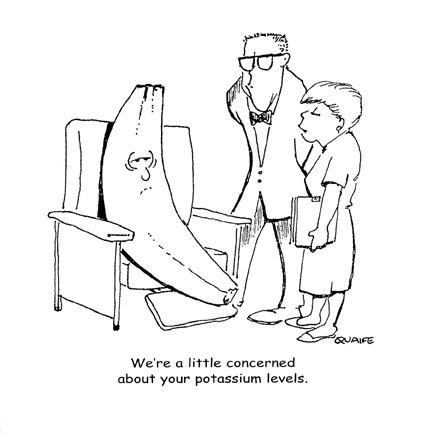 QUAIFE
We're a little concerned
about your potassium levels.